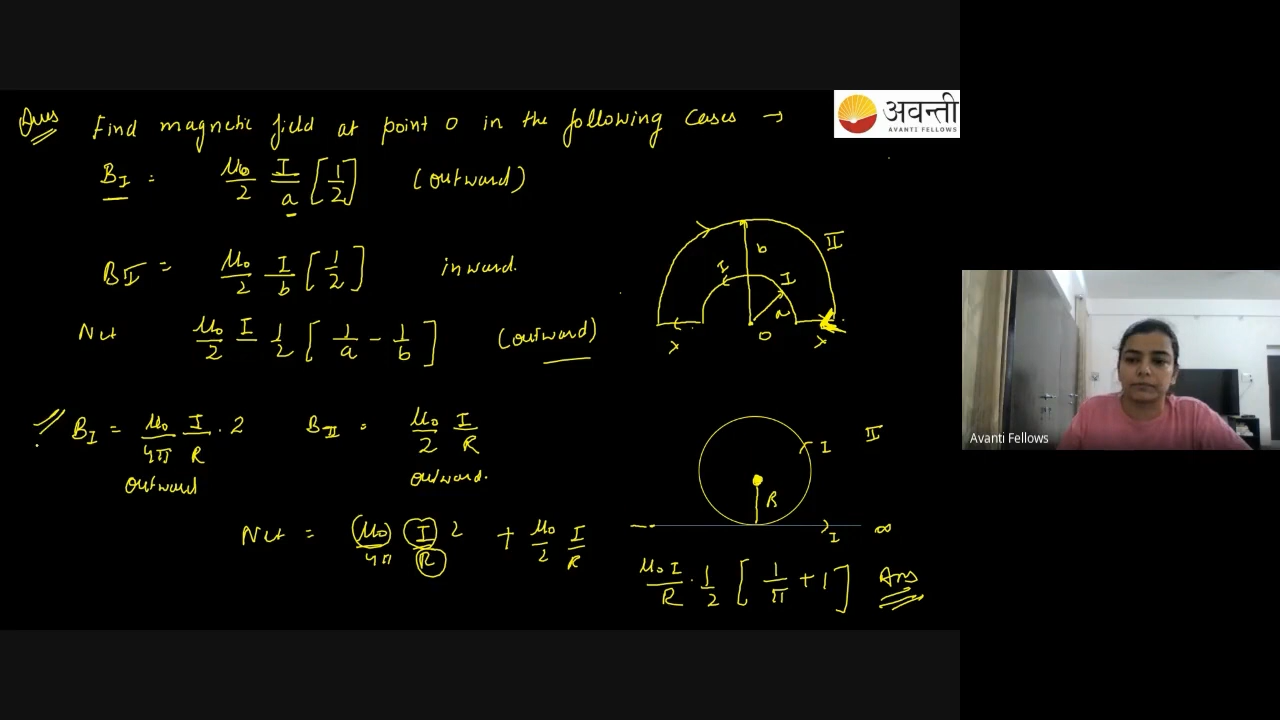 Ques Find magnetic field at point O in the following cases →
अवन्ती
AVANTI FELLOWS
B_I = μ₀/2 I/a [1/2] (outward)
B_II = μ₀/2 I/b [1/2] inward.
Net μ₀/2 I 1/2 [1/a - 1/b] (outward)
II
b
I
I
a
x
O
x
B_I = μ₀/4π I/R . 2 B_II = μ₀/2 I/R
outward outward.
Net = μ₀/4π I/R 2 + μ₀/2 I/R
II
I
R
I
∞
μ₀I/R . 1/2 [1/π + 1] Ans
Avanti Fellows